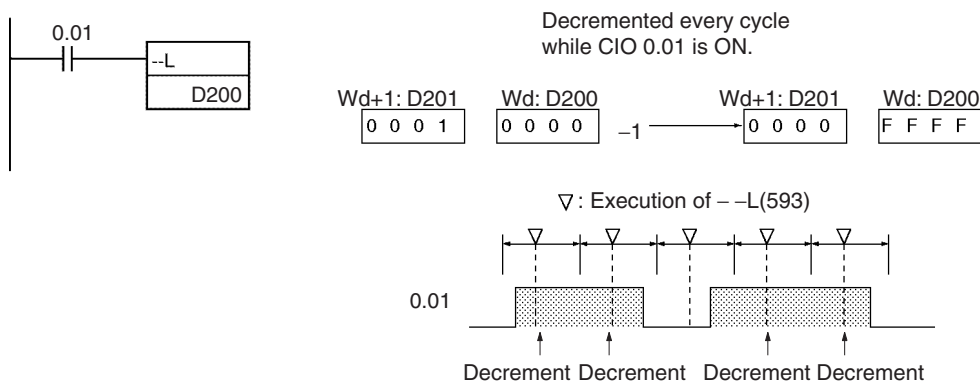 0.01
--L
D200
Decremented every cycle
while CIO 0.01 is ON.
Wd+1: D201 Wd: D200 Wd+1: D201 Wd: D200
0 0 0 1 0 0 0 0 −1 0 0 0 0 F F F F
: Execution of – –L(593)
0.01
Decrement Decrement Decrement Decrement